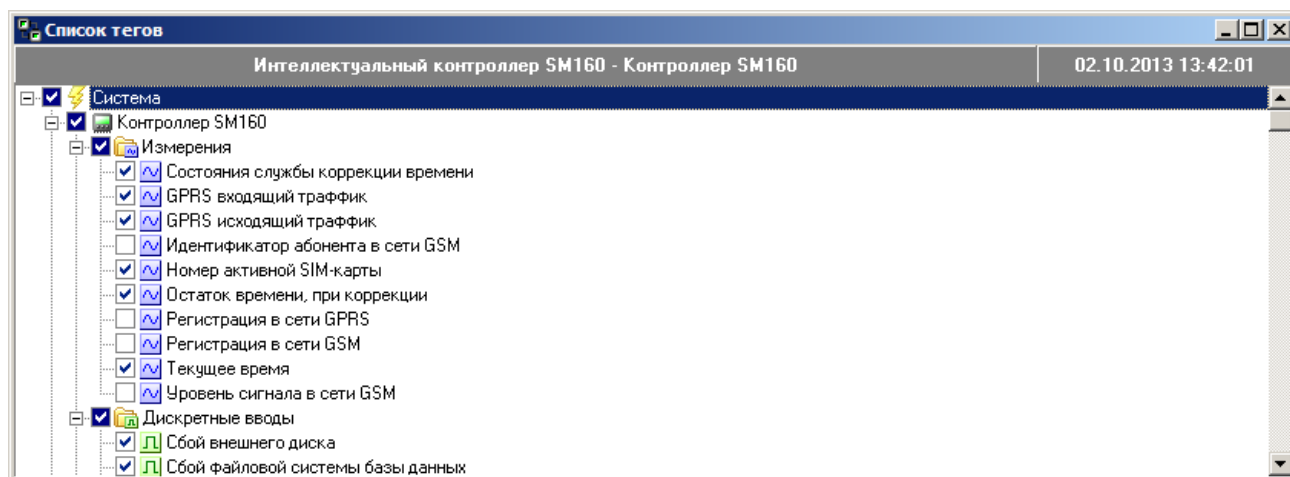 Список тегов
Интеллектуальный контроллер SM160 - Контроллер SM160 02.10.2013 13:42:01
Система
Контроллер SM160
Измерения
Состояния службы коррекции времени
GPRS входящий траффик
GPRS исходящий траффик
Идентификатор абонента в сети GSM
Номер активной SIM-карты
Остаток времени, при коррекции
Регистрация в сети GPRS
Регистрация в сети GSM
Текущее время
Уровень сигнала в сети GSM
Дискретные вводы
Сбой внешнего диска
Сбой файловой системы базы данных